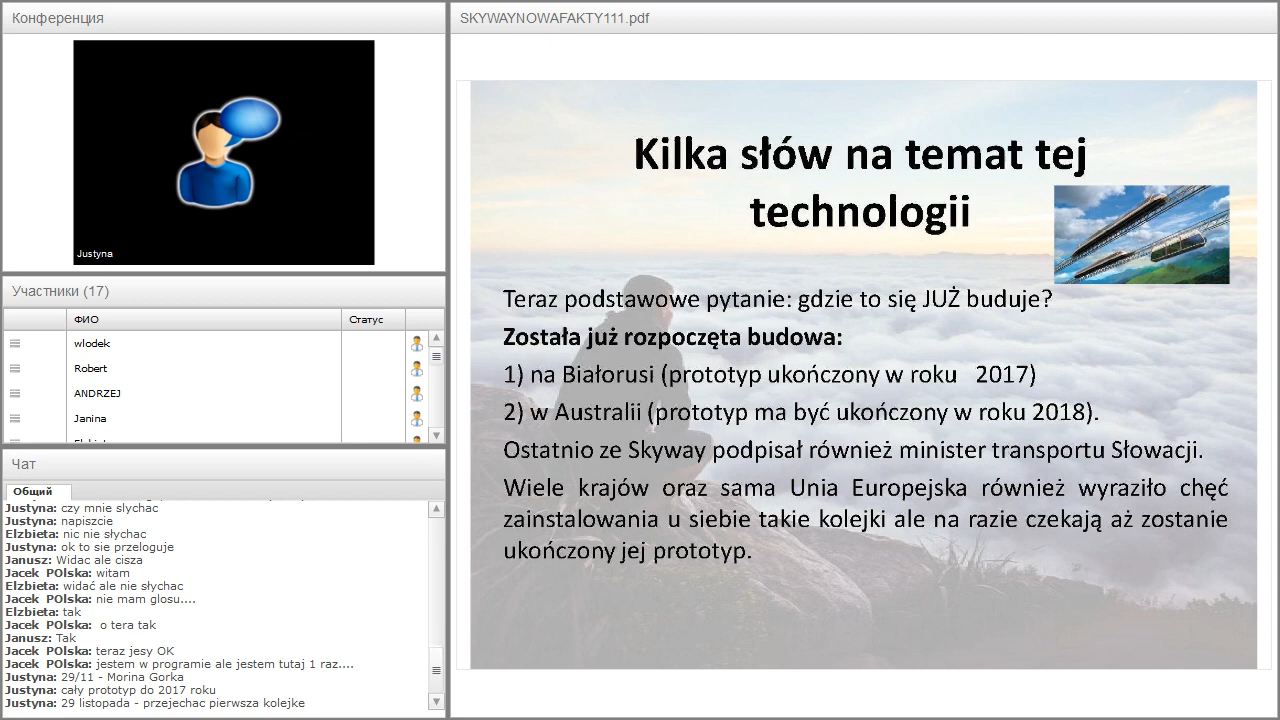 Конференция
Justyna
Участники (17)
ФИО
Статус
wlodek
Robert
ANDRZEJ
Janina
Чат
Общий
Justyna: czy mnie slychac
Justyna: napiszcie
Elzbieta: nic nie słychac
Justyna: ok to sie przeloguje
Janusz: Widac ale cisza
Jacek POlska: witam
Elzbieta: widać ale nie słychac
Jacek POlska: nie mam glosu....
Elzbieta: tak
Jacek POlska: o tera tak
Janusz: Tak
Jacek POlska: teraz jesy OK
Jacek POlska: jestem w programie ale jestem tutaj 1 raz....
Justyna: 29/11 - Morina Gorka
Justyna: cały prototyp do 2017 roku
Justyna: 29 listopada - przeychac pierwsza kolejke
SKYWAYNOWAFAKTY111.pdf
Kilka słów na temat tej
technologii
Teraz podstawowe pytanie: gdzie to się JUŻ buduje?
Została już rozpoczęta budowa:
1) na Białorusi (prototyp ukończony w roku 2017)
2) w Australii (prototyp ma być ukończony w roku 2018).
Ostatnio ze Skyway podpisał również minister transportu Słowacji.
Wiele krajów oraz sama Unia Europejska również wyraziło chęć
zainstalowania u siebie takie kolejki ale na razie czekają aż zostanie
ukończony jej prototyp.